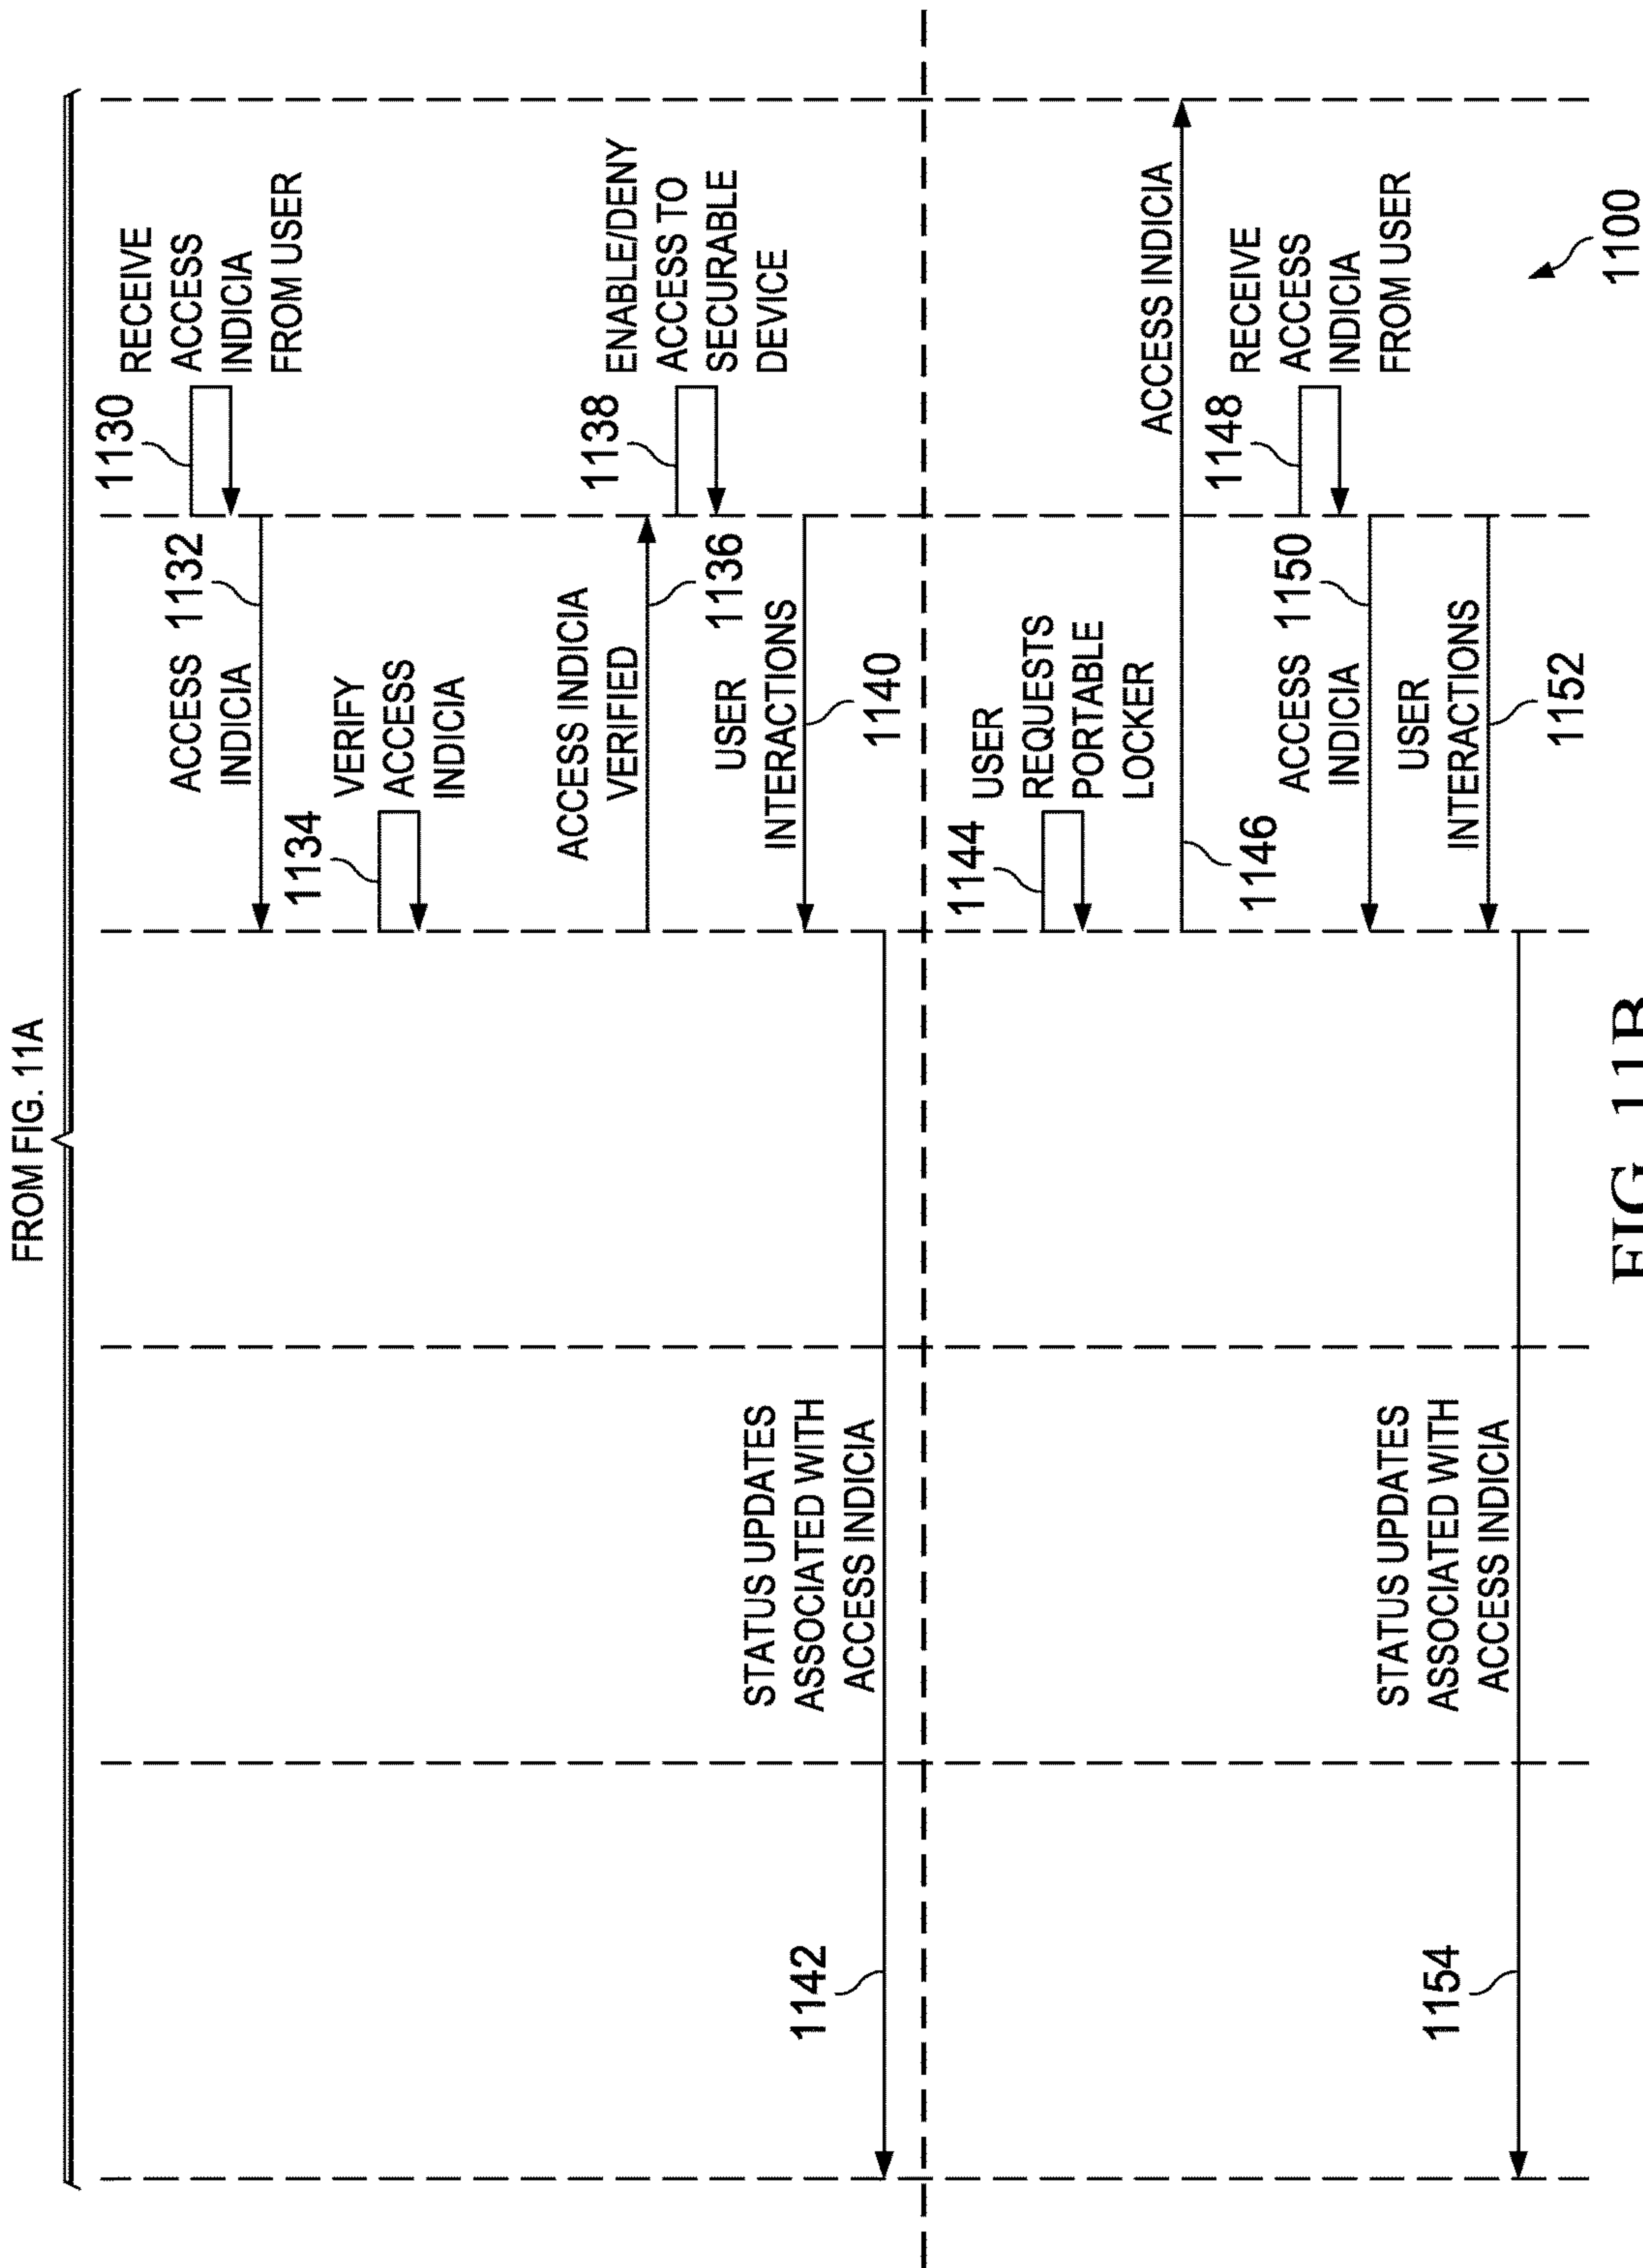 FROM FIG. 11A
1130
RECEIVE
ACCESS
INDICIA
FROM USER
1132
ACCESS
INDICIA
1134
VERIFY
ACCESS
INDICIA
ACCESS INDICIA
VERIFIED
1136
1138
ENABLE/DENY
ACCESS TO
SECURABLE
DEVICE
USER
INTERACTIONS
1140
STATUS UPDATES
ASSOCIATED WITH
ACCESS INDICIA
1142
1144
USER
REQUESTS
PORTABLE
LOCKER
ACCESS INDICIA
1146
1148
RECEIVE
ACCESS
INDICIA
FROM USER
1150
ACCESS
INDICIA
USER
INTERACTIONS
1152
STATUS UPDATES
ASSOCIATED WITH
ACCESS INDICIA
1154
1100
FIG. 11B